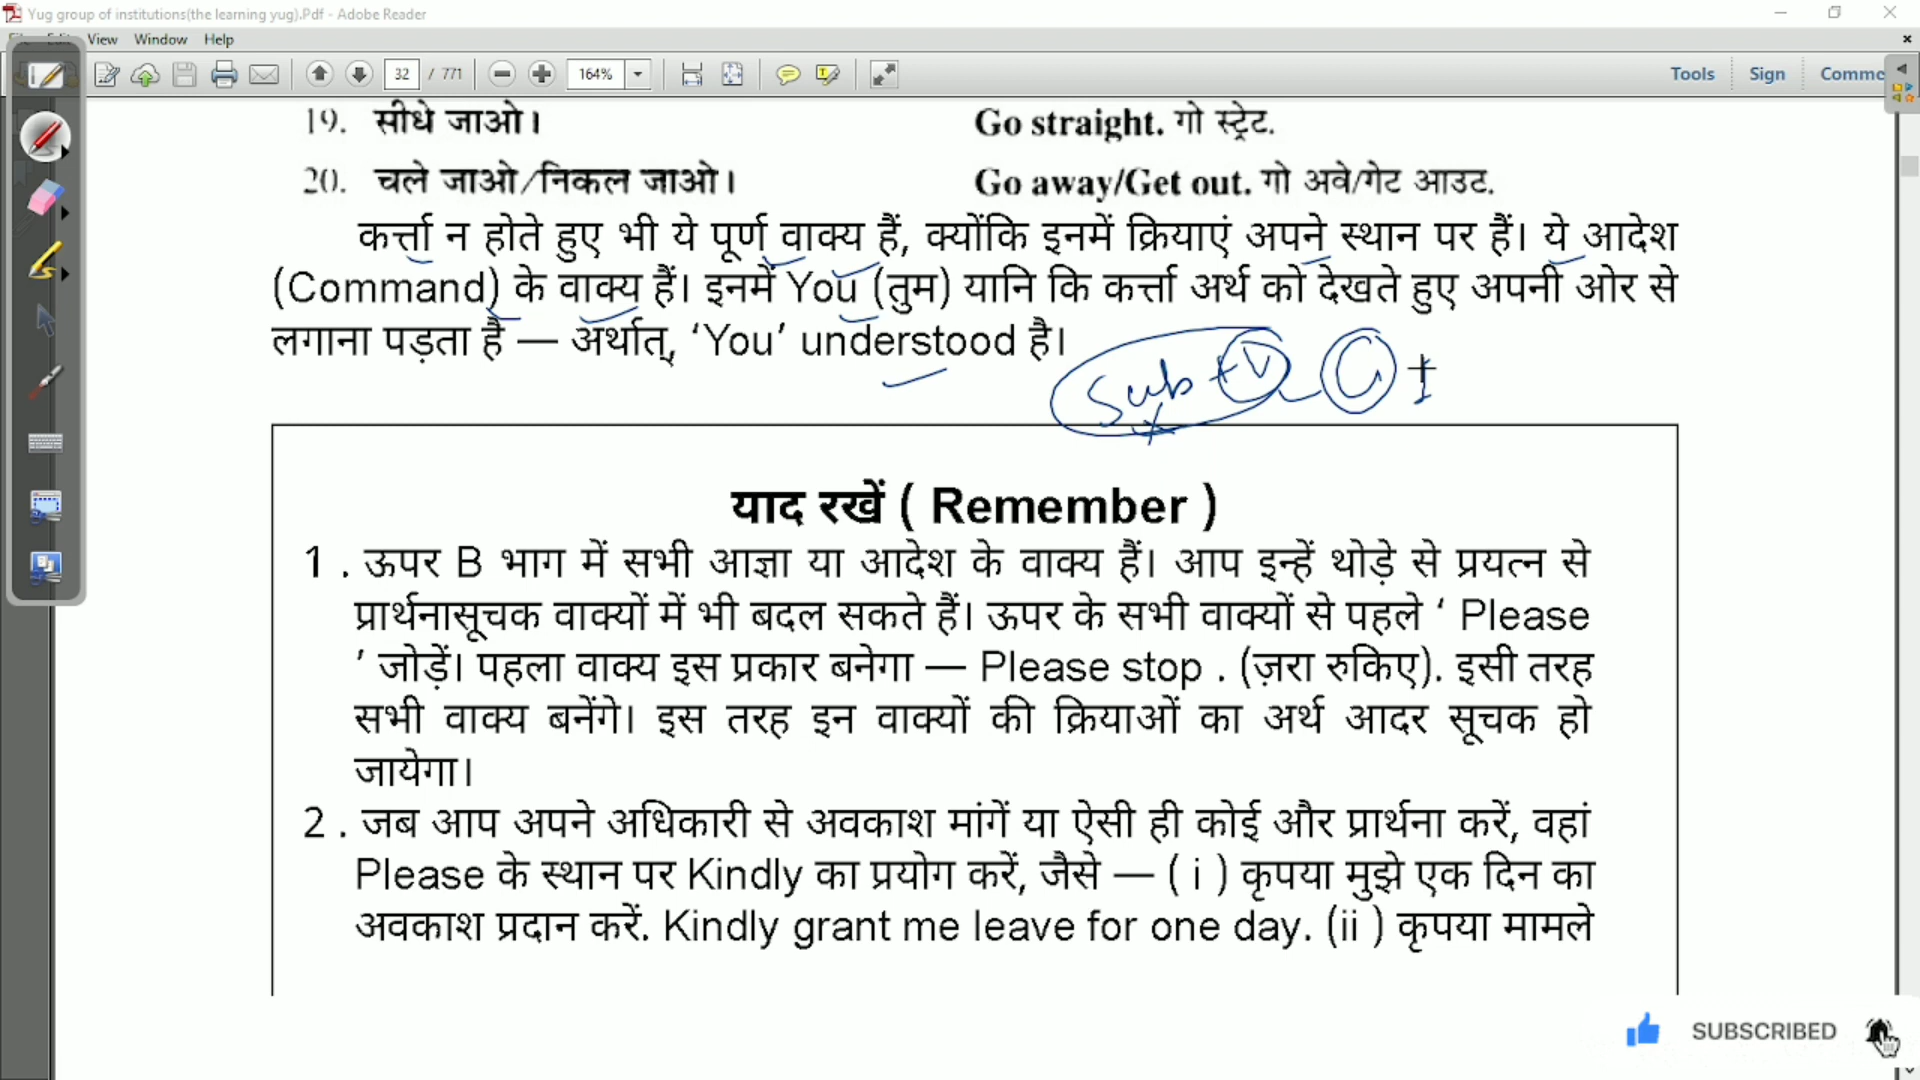 Yug group of institutions(the learning yug).Pdf - Adobe Reader
View Window Help
32 / 771 164% Tools Sign Comme
19. सीधे जाओ। Go straight. गो स्ट्रेट.
20. चले जाओ/निकल जाओ। Go away/Get out. गो अवे/गेट आउट.
कर्त्ता न होते हुए भी ये पूर्ण वाक्य हैं, क्योंकि इनमें क्रियाएं अपने स्थान पर हैं। ये आदेश
(Command) के वाक्य हैं। इनमें You (तुम) यानि कि कर्त्ता अर्थ को देखते हुए अपनी ओर से
लगाना पड़ता है — अर्थात्, ‘You’ understood है।
Sub + V
याद रखें ( Remember )
1 . ऊपर B भाग में सभी आज्ञा या आदेश के वाक्य हैं। आप इन्हें थोड़े से प्रयत्न से
प्रार्थनासूचक वाक्यों में भी बदल सकते हैं। ऊपर के सभी वाक्यों से पहले ‘ Please
’ जोड़ें। पहला वाक्य इस प्रकार बनेगा — Please stop . (ज़रा रुकिए). इसी तरह
सभी वाक्य बनेंगे। इस तरह इन वाक्यों की क्रियाओं का अर्थ आदर सूचक हो
जायेगा।
2 . जब आप अपने अधिकारी से अवकाश मांगें या ऐसी ही कोई और प्रार्थना करें, वहां
Please के स्थान पर Kindly का प्रयोग करें, जैसे — ( i ) कृपया मुझे एक दिन का
अवकाश प्रदान करें. Kindly grant me leave for one day. (ii ) कृपया मामले
SUBSCRIBED